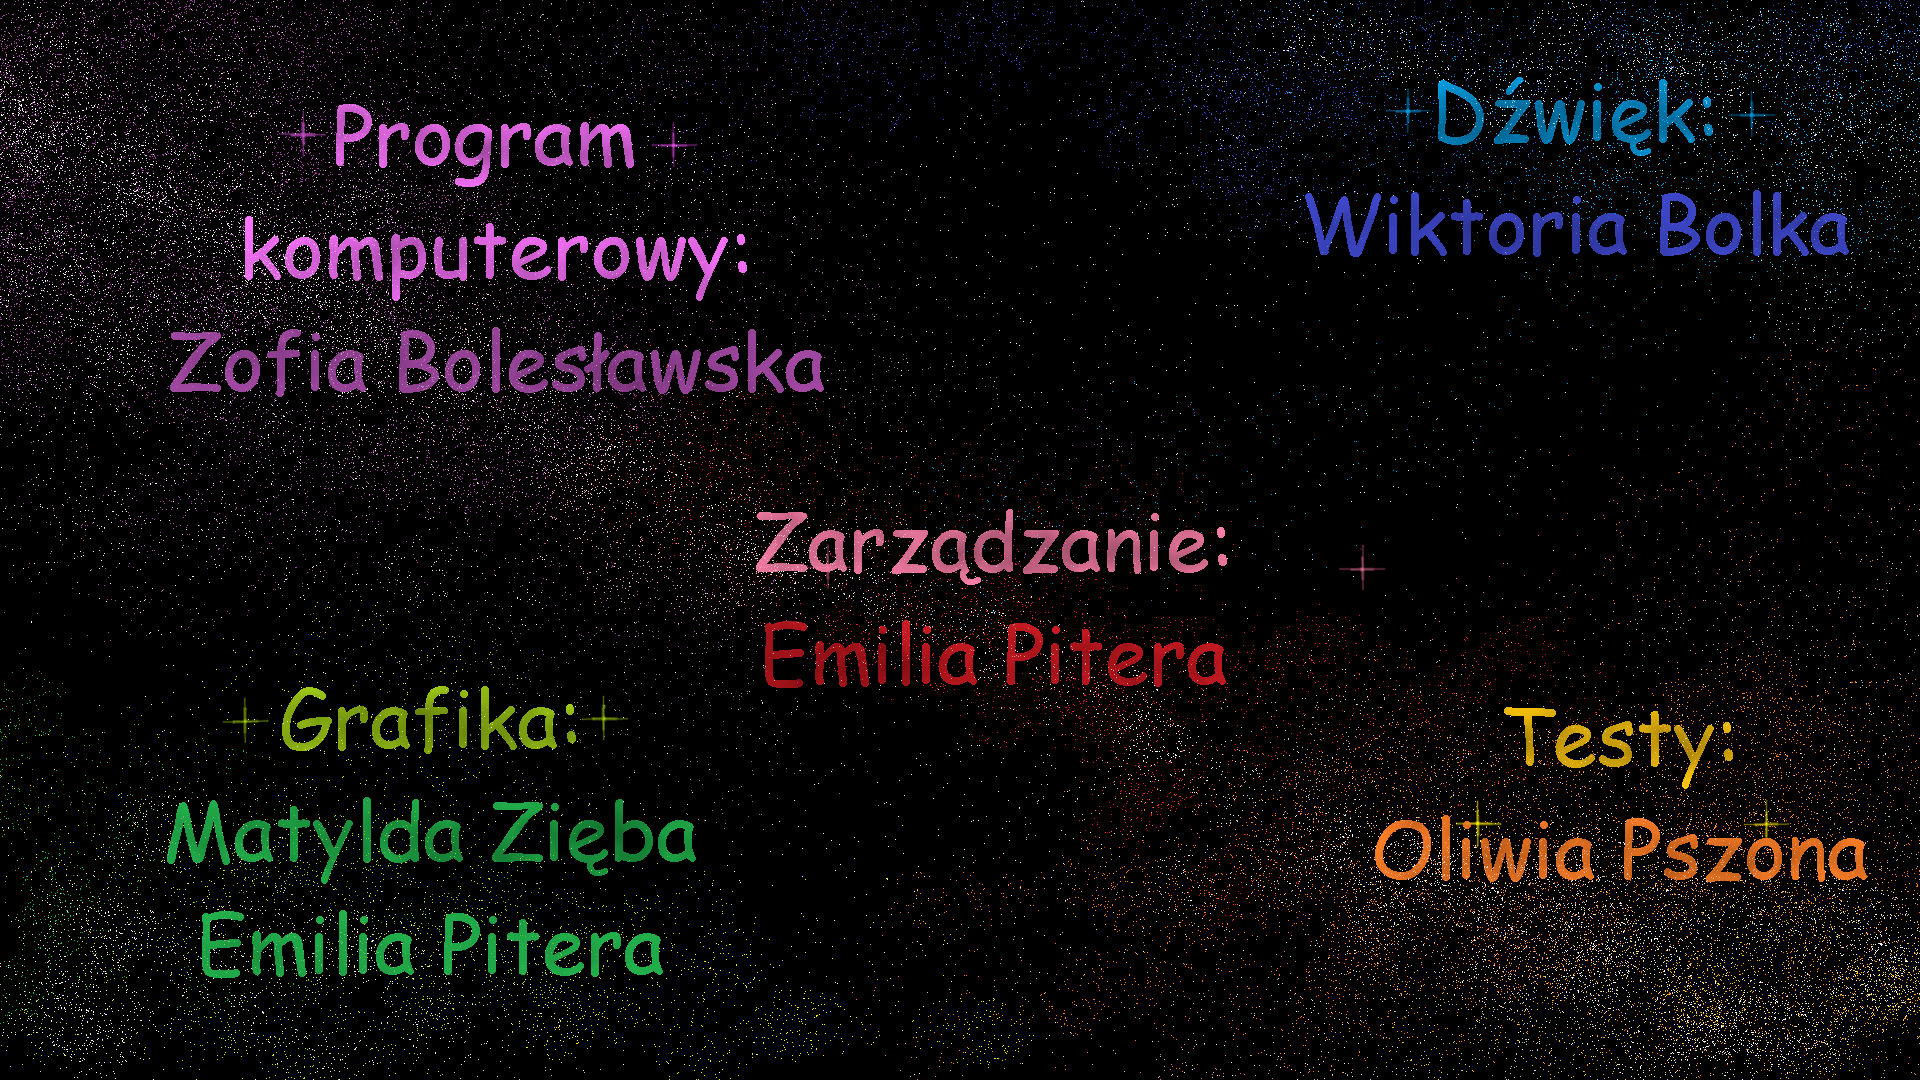 Program
komputerowy:
Zofia Bolesławska
Dźwięk:
Wiktoria Bolka
Zarządzanie:
Emilia Pitera
Grafika:
Matylda Zięba
Emilia Pitera
Testy:
Oliwia Pszona